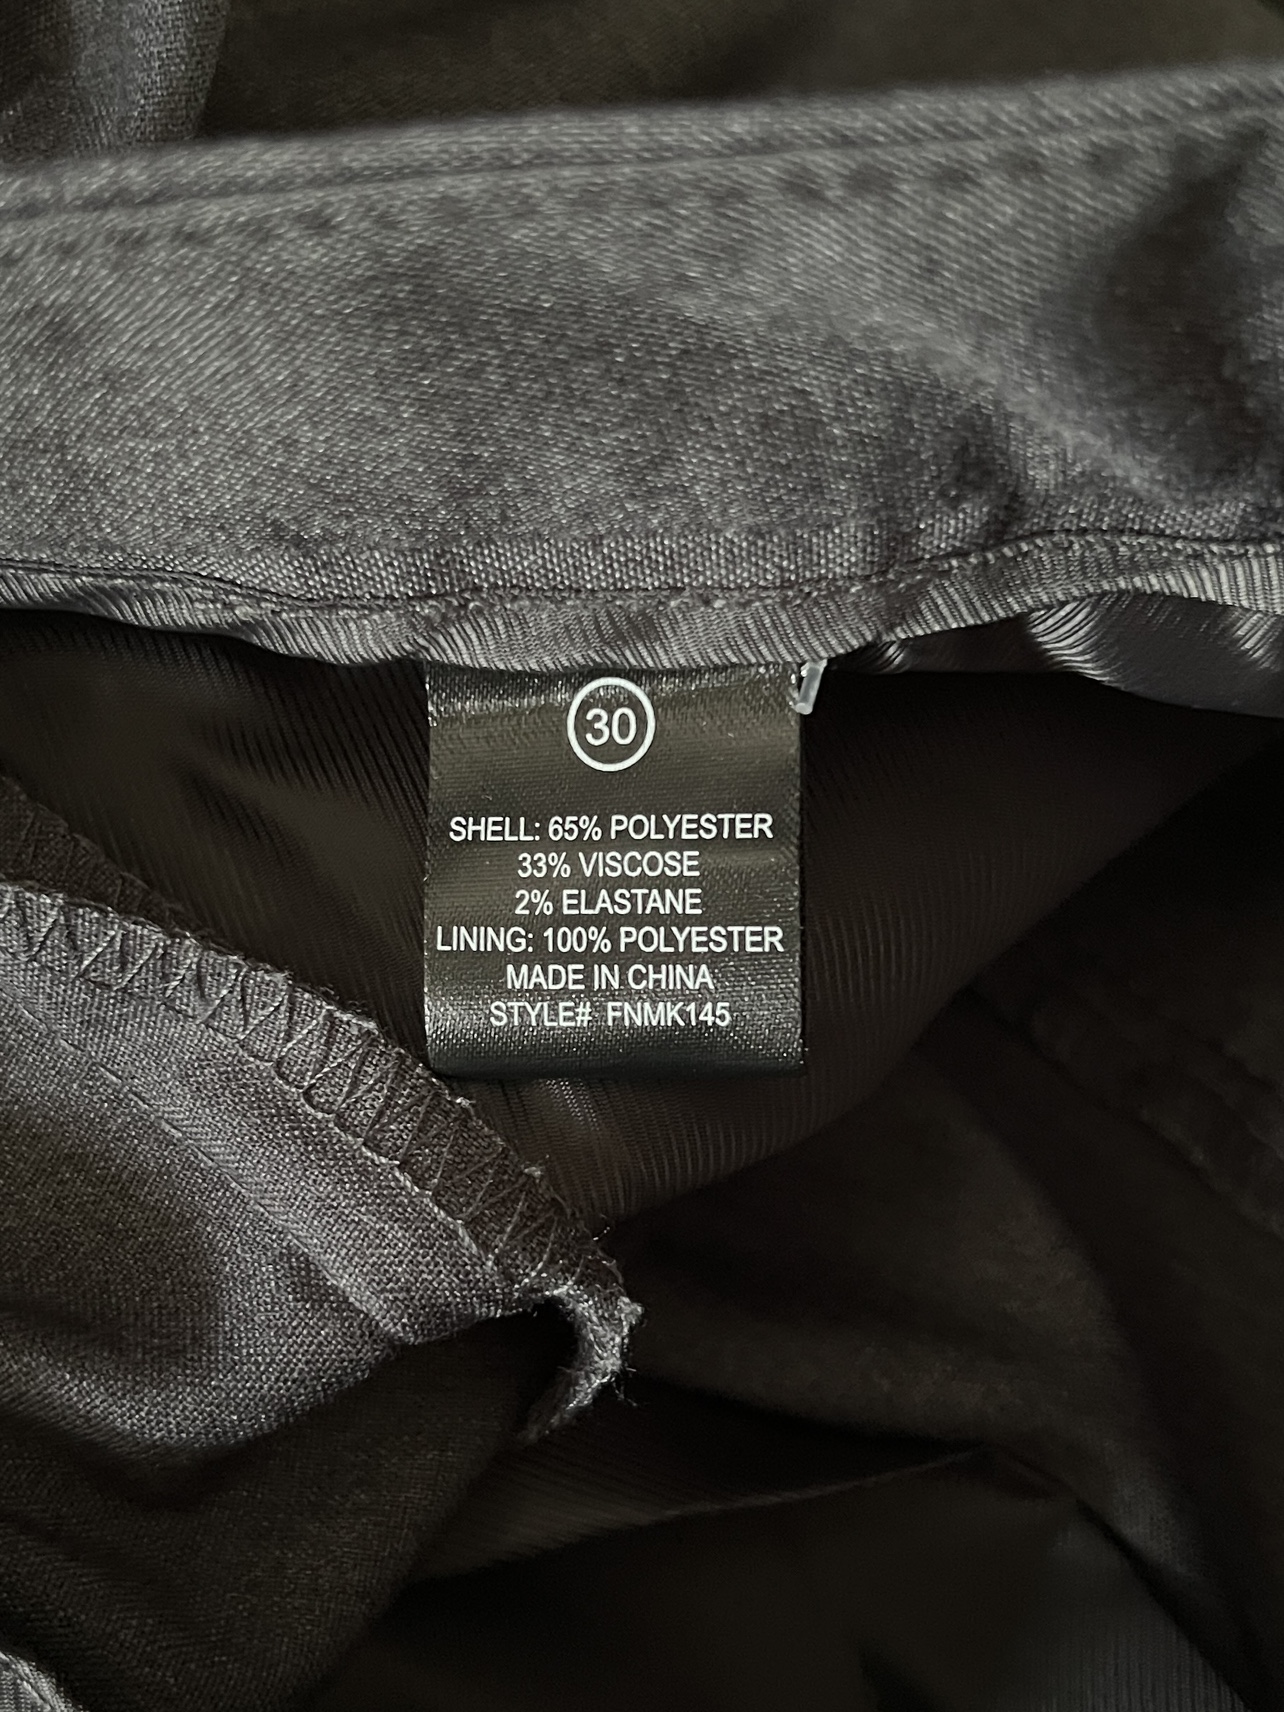 30
SHELL: 65% POLYESTER
33% VISCOSE
2% ELASTANE
LINING: 100% POLYESTER
MADE IN CHINA
STYLE# FNMK145